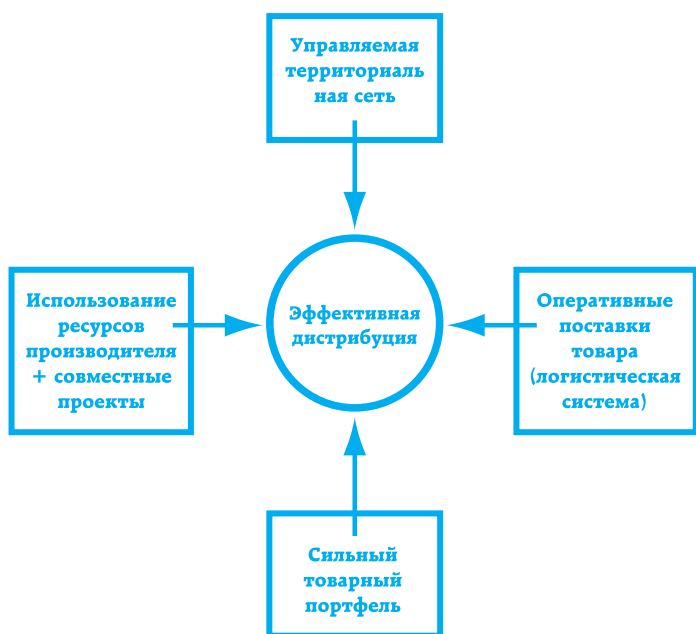 Управляемая
территориаль
ная сеть
Использование
ресурсов
производителя
+ совместные
проекты
Эффективная
дистрибуция
Оперативные
поставки
товара
(логистическая
система)
Сильный
товарный
портфель